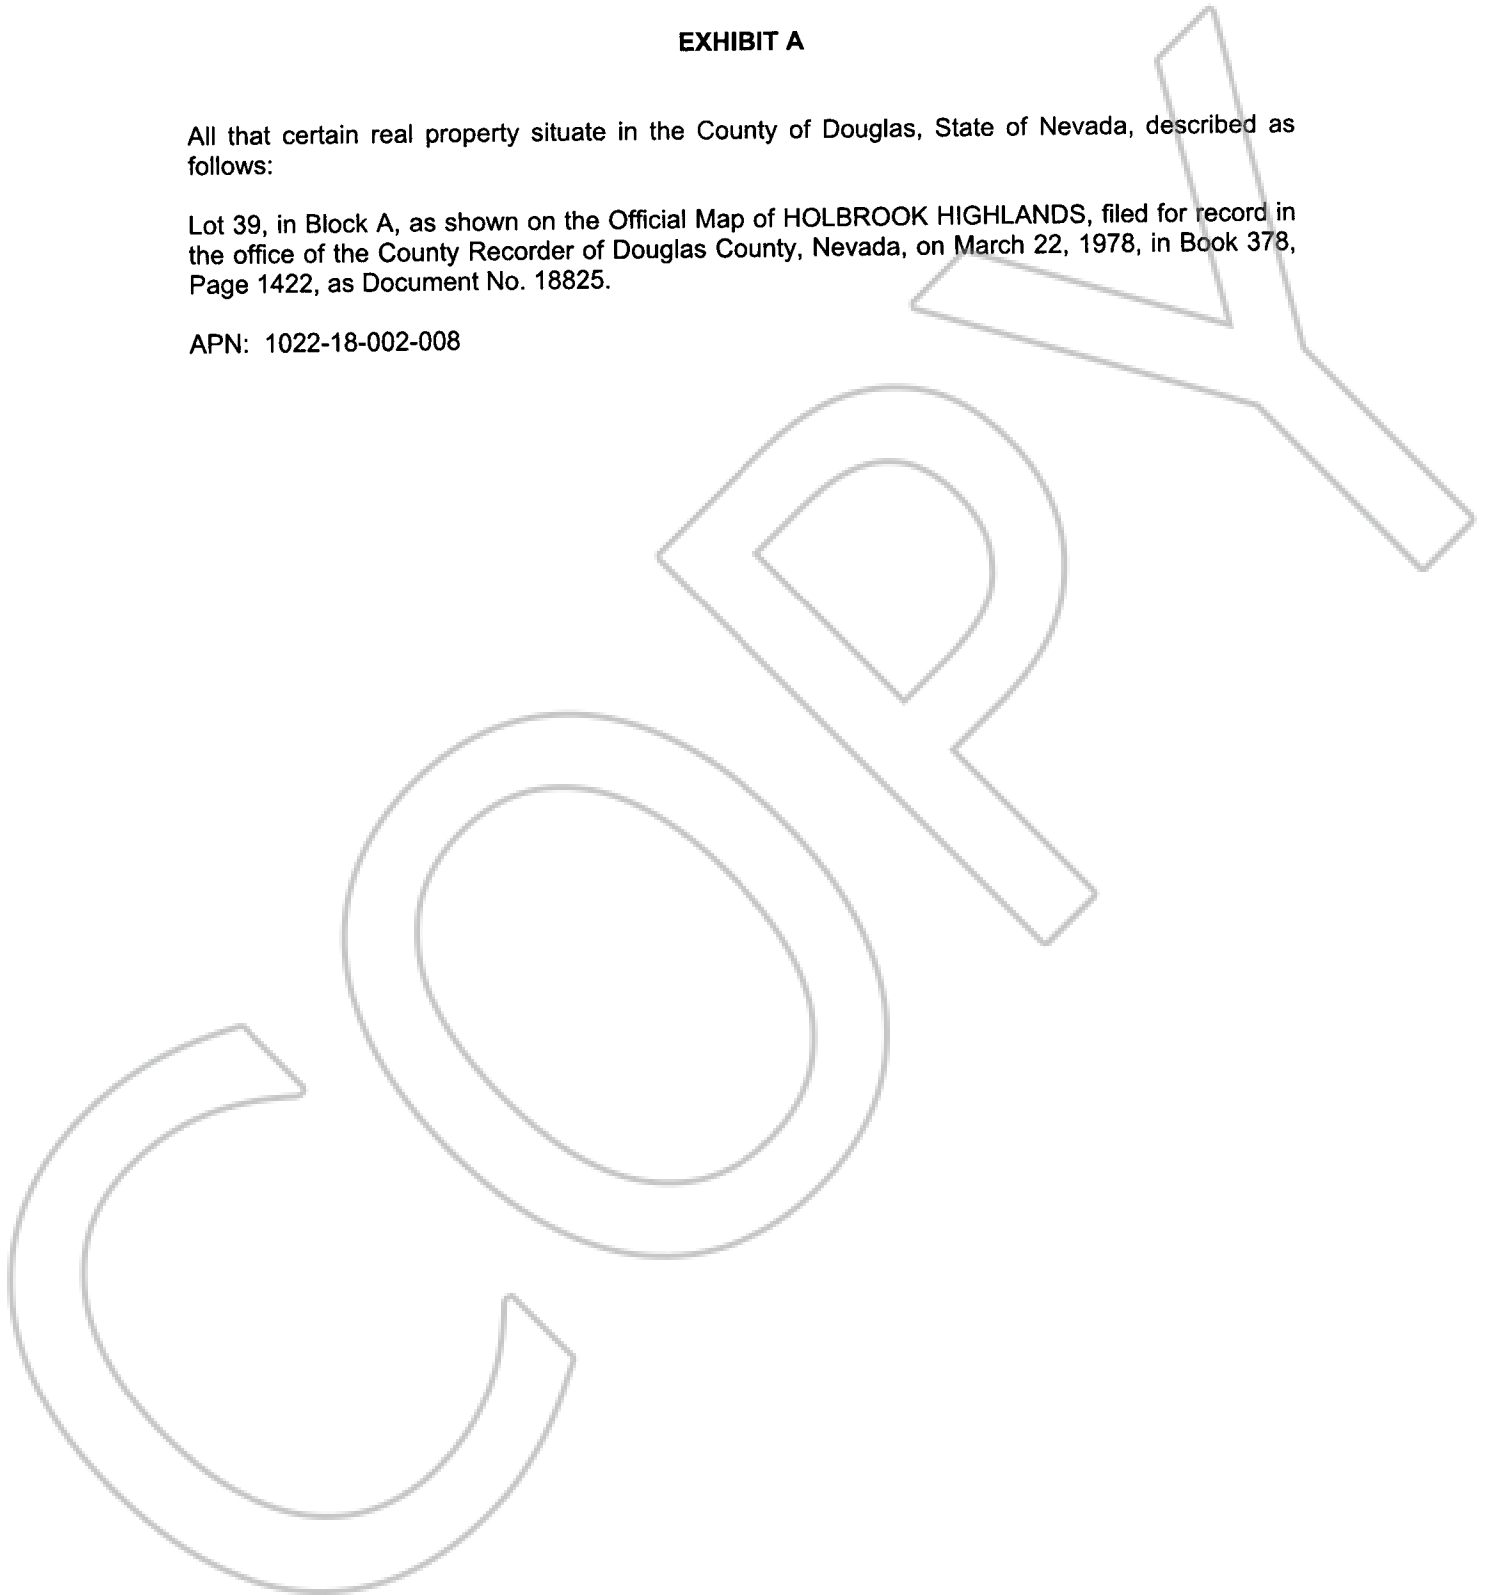 EXHIBIT A
All that certain real property situate in the County of Douglas, State of Nevada, described as
follows:
Lot 39, in Block A, as shown on the Official Map of HOLBROOK HIGHLANDS, filed for record in
the office of the County Recorder of Douglas County, Nevada, on March 22, 1978, in Book 378,
Page 1422, as Document No. 18825.
APN: 1022-18-002-008
COPY